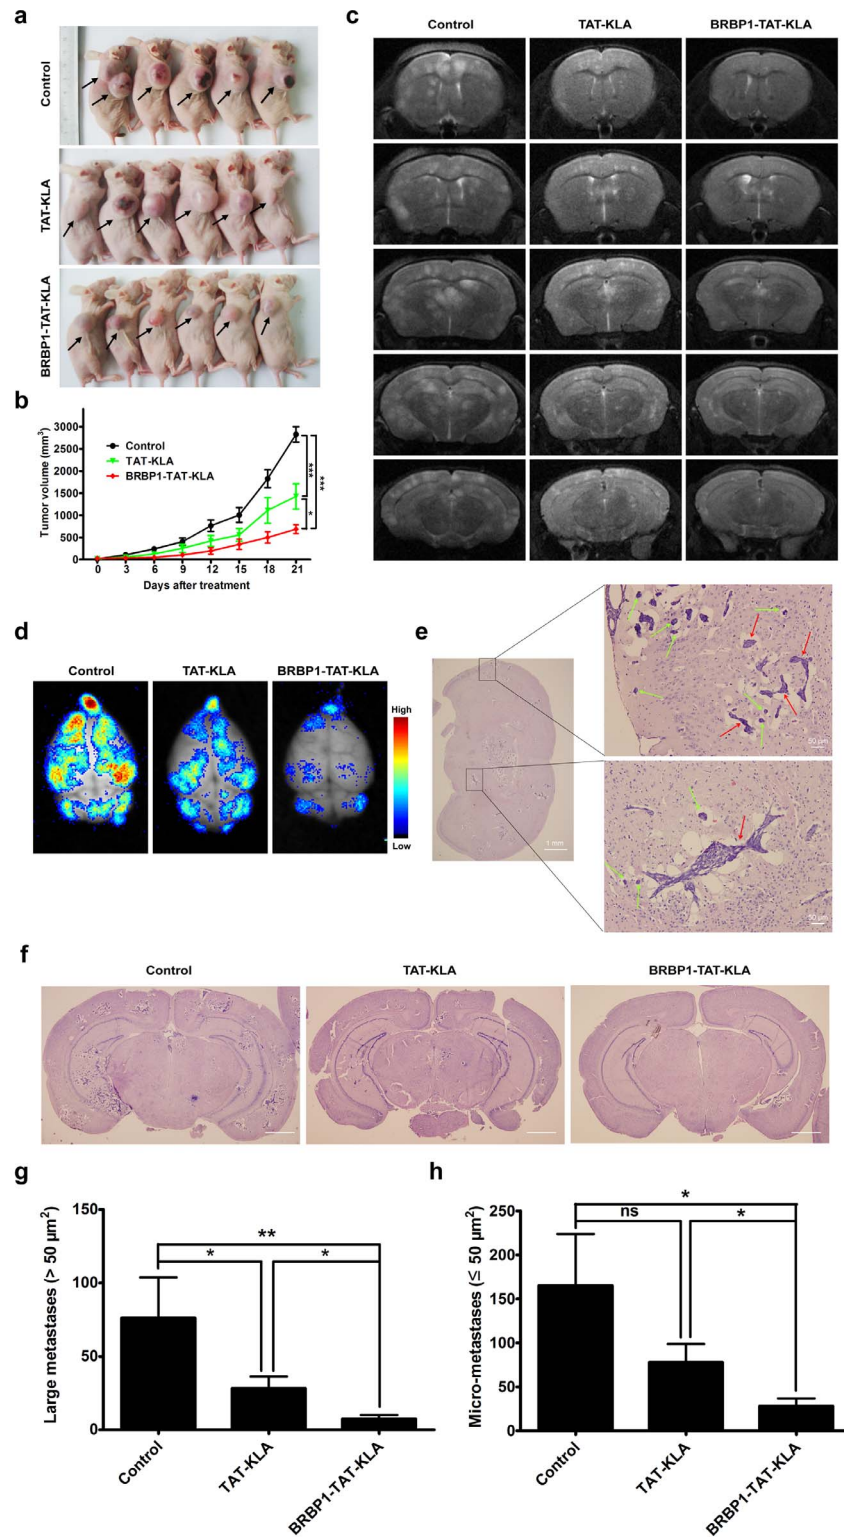 a
Control
TAT-KLA
BRBP1-TAT-KLA
b
Tumor volume (mm³)
3000
2500
2000
1500
1000
500
0
Control
TAT-KLA
BRBP1-TAT-KLA
***
*
***
0 3 6 9 12 15 18 21
Days after treatment
c
Control TAT-KLA BRBP1-TAT-KLA
d
Control TAT-KLA BRBP1-TAT-KLA
High
Low
e
1 mm
50 µm
50 µm
f
Control TAT-KLA BRBP1-TAT-KLA
g
Large metastases (> 50 µm²)
150
100
50
0
**
* *
Control TAT-KLA BRBP1-TAT-KLA
h
Micro-metastases (≤ 50 µm²)
250
200
150
100
50
0
*
ns *
Control TAT-KLA BRBP1-TAT-KLA